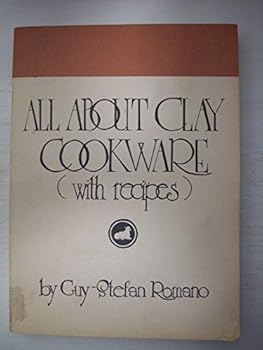 ALL ABOUT CLAY
COOKWARE
(with recipes)
by Guy-Stefan Romano